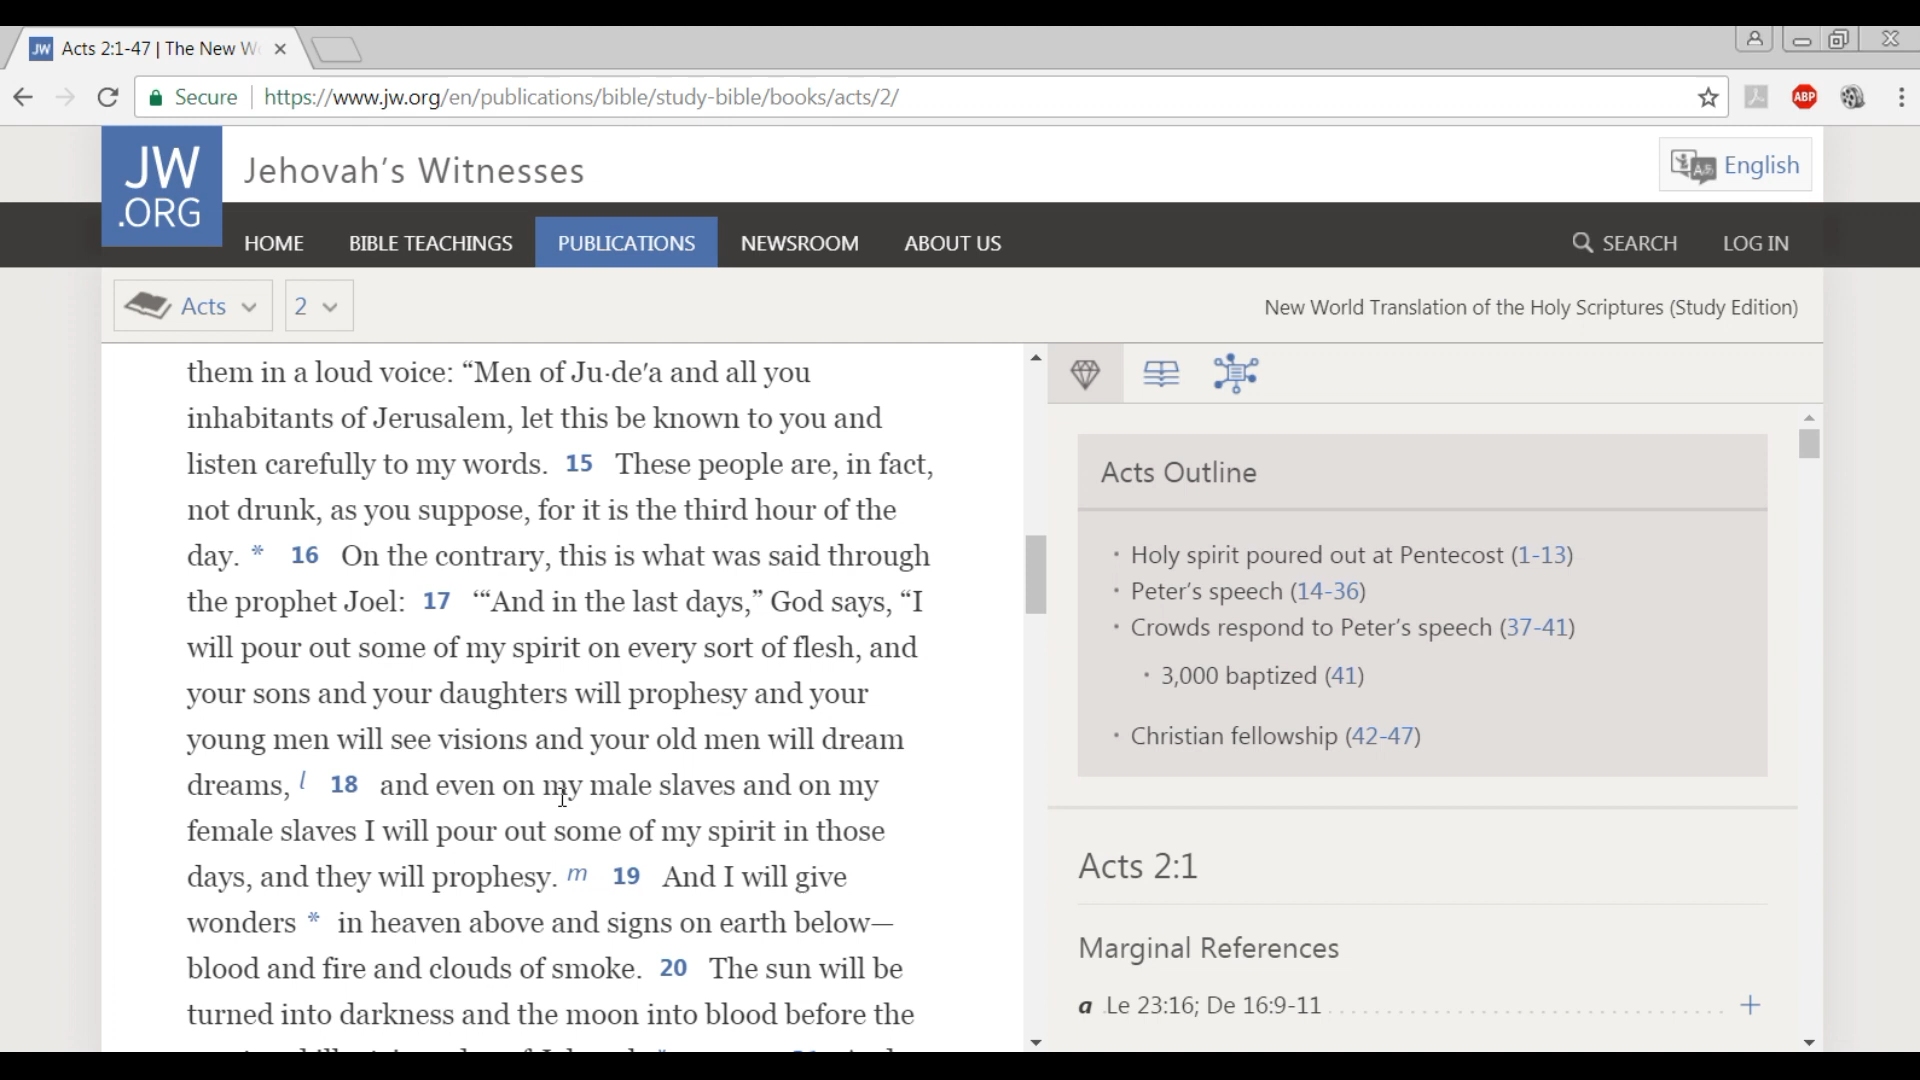 JW Acts 2:1-47 | The New Wo
Secure https://www.jw.org/en/publications/bible/study-bible/books/acts/2/
ABP
JW
.ORG
Jehovah's Witnesses
English
HOME BIBLE TEACHINGS PUBLICATIONS NEWSROOM ABOUT US SEARCH LOG IN
Acts 2
New World Translation of the Holy Scriptures (Study Edition)
them in a loud voice: “Men of Ju·deʹa and all you
inhabitants of Jerusalem, let this be known to you and
listen carefully to my words. 15 These people are, in fact,
not drunk, as you suppose, for it is the third hour of the
day. * 16 On the contrary, this is what was said through
the prophet Joel: 17 ‘“And in the last days,” God says, “I
will pour out some of my spirit on every sort of flesh, and
your sons and your daughters will prophesy and your
young men will see visions and your old men will dream
dreams, l 18 and even on my male slaves and on my
female slaves I will pour out some of my spirit in those
days, and they will prophesy. m 19 And I will give
wonders * in heaven above and signs on earth below—
blood and fire and clouds of smoke. 20 The sun will be
turned into darkness and the moon into blood before the
Acts Outline
· Holy spirit poured out at Pentecost (1-13)
· Peter’s speech (14-36)
· Crowds respond to Peter’s speech (37-41)
· 3,000 baptized (41)
· Christian fellowship (42-47)
Acts 2:1
Marginal References
a Le 23:16; De 16:9-11 +